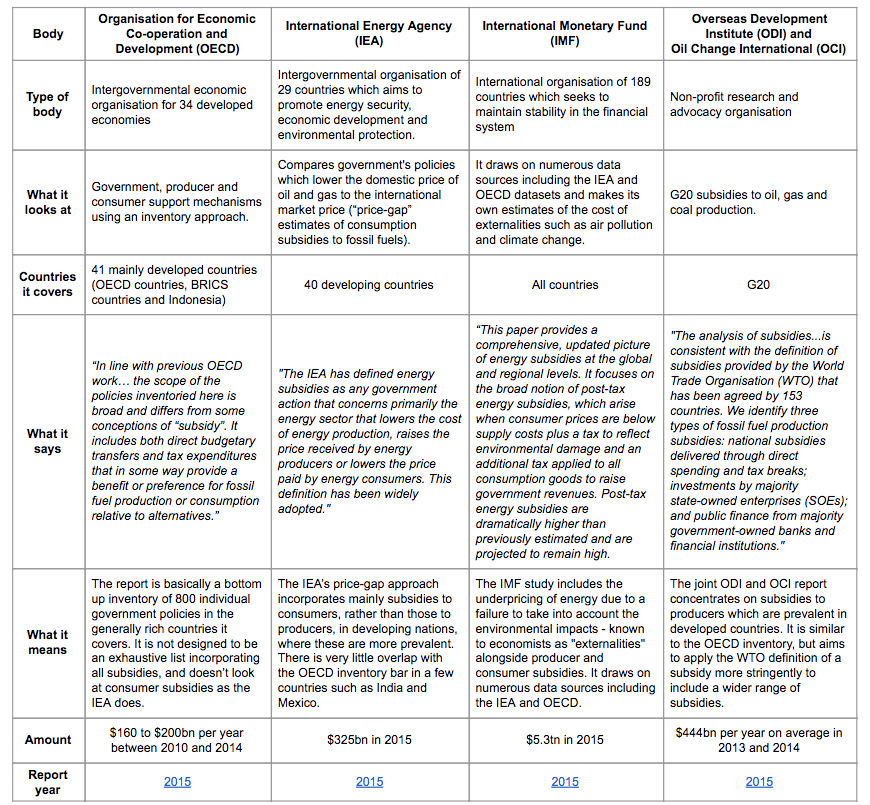 Body
Organisation for Economic
Co-operation and
Development (OECD)
International Energy Agency
(IEA)
International Monetary Fund
(IMF)
Overseas Development
Institute (ODI) and
Oil Change International (OCI)
Type of
body
Intergovernmental economic
organisation for 34 developed
economies
Intergovernmental organisation of
29 countries which aims to
promote energy security,
economic development and
environmental protection.
International organisation of 189
countries which seeks to
maintain stability in the financial
system
Non-profit research and
advocacy organisation
What it
looks at
Government, producer and
consumer support mechanisms
using an inventory approach.
Compares government's policies
which lower the domestic price of
oil and gas to the international
market price (“price-gap”
estimates of consumption
subsidies to fossil fuels).
It draws on numerous data
sources including the IEA and
OECD datasets and makes its
own estimates of the cost of
externalities such as air pollution
and climate change.
G20 subsidies to oil, gas and
coal production.
Countries
it covers
41 mainly developed countries
(OECD countries, BRICS
countries and Indonesia)
40 developing countries
All countries
G20
What it
says
“In line with previous OECD
work… the scope of the
policies inventoried here is
broad and differs from some
conceptions of “subsidy”. It
includes both direct budgetary
transfers and tax expenditures
that in some way provide a
benefit or preference for fossil
fuel production or consumption
relative to alternatives.”
"The IEA has defined energy
subsidies as any government
action that concerns primarily the
energy sector that lowers the cost
of energy production, raises the
price received by energy
producers or lowers the price
paid by energy consumers. This
definition has been widely
adopted."
“This paper provides a
comprehensive, updated picture
of energy subsidies at the global
and regional levels. It focuses on
the broad notion of post-tax
energy subsidies, which arise
when consumer prices are below
supply costs plus a tax to reflect
environmental damage and an
additional tax applied to all
consumption goods to raise
government revenues. Post-tax
energy subsidies are
dramatically higher than
previously estimated and are
projected to remain high.
"The analysis of subsidies...is
consistent with the definition of
subsidies provided by the World
Trade Organisation (WTO) that
has been agreed by 153
countries. We identify three
types of fossil fuel production
subsidies: national subsidies
delivered through direct
spending and tax breaks;
investments by majority
state-owned enterprises (SOEs);
and public finance from majority
government-owned banks and
financial institutions."
What it
means
The report is basically a bottom
up inventory of 800 individual
government policies in the
generally rich countries it
covers. It is not designed to be
an exhaustive list incorporating
all subsidies, and doesn’t look
at consumer subsidies as the
IEA does.
The IEA’s price-gap approach
incorporates mainly subsidies to
consumers, rather than those to
producers, in developing nations,
where these are more prevalent.
There is very little overlap with
the OECD inventory bar in a few
countries such as India and
Mexico.
The IMF study includes the
underpricing of energy due to a
failure to take into account the
environmental impacts - known
to economists as "externalities"
alongside producer and
consumer subsidies. It draws on
numerous data sources including
the IEA and OECD.
The joint ODI and OCI report
concentrates on subsidies to
producers which are prevalent in
developed countries. It is similar
to the OECD inventory, but aims
to apply the WTO definition of a
subsidy more stringently to
include a wider range of
subsidies.
Amount
$160 to $200bn per year
between 2010 and 2014
$325bn in 2015
$5.3tn in 2015
$444bn per year on average in
2013 and 2014
Report
year
2015
2015
2015
2015